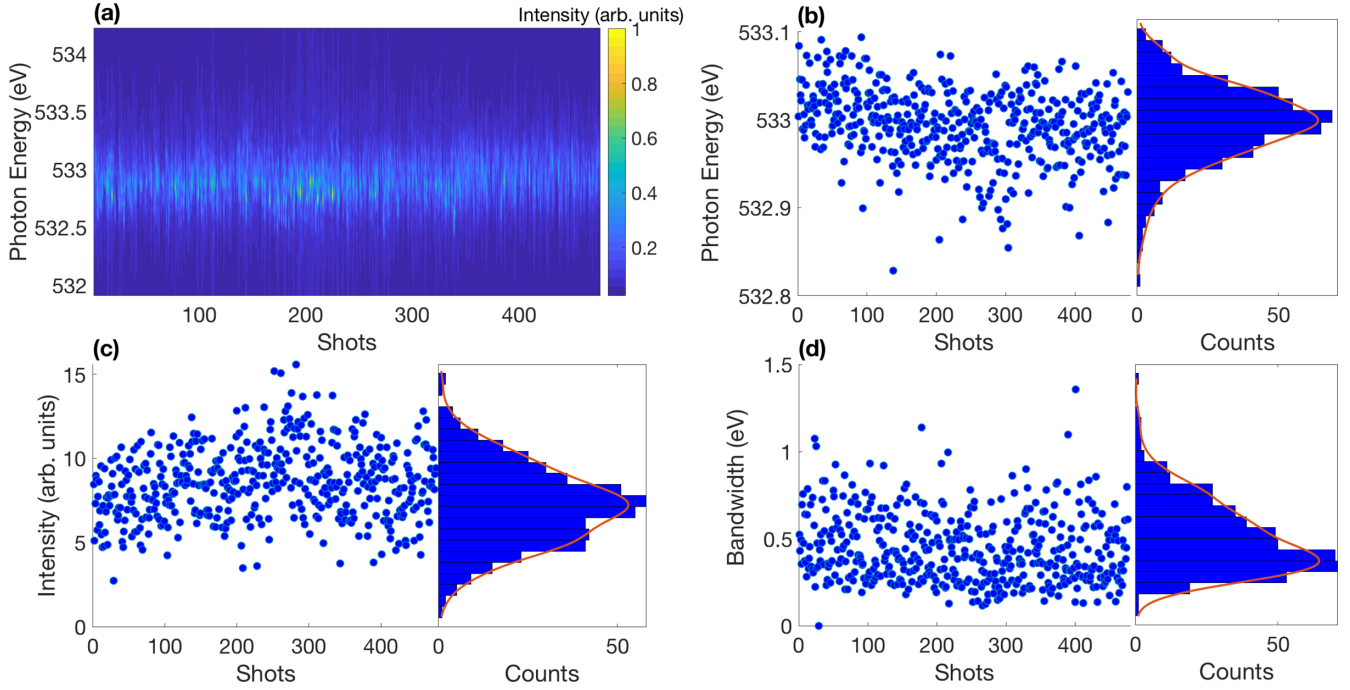 (a)
Intensity (arb. units)
Photon Energy (eV)
534
533.5
533
532.5
532
100
200
300
400
Shots
1
0.8
0.6
0.4
0.2
(b)
Photon Energy (eV)
533.1
533
532.9
532.8
0
100
200
300
400
Shots
0
50
Counts
(c)
Intensity (arb. units)
15
10
5
0
0
100
200
300
400
Shots
0
50
Counts
(d)
Bandwidth (eV)
1.5
1
0.5
0
0
100
200
300
400
Shots
0
50
Counts